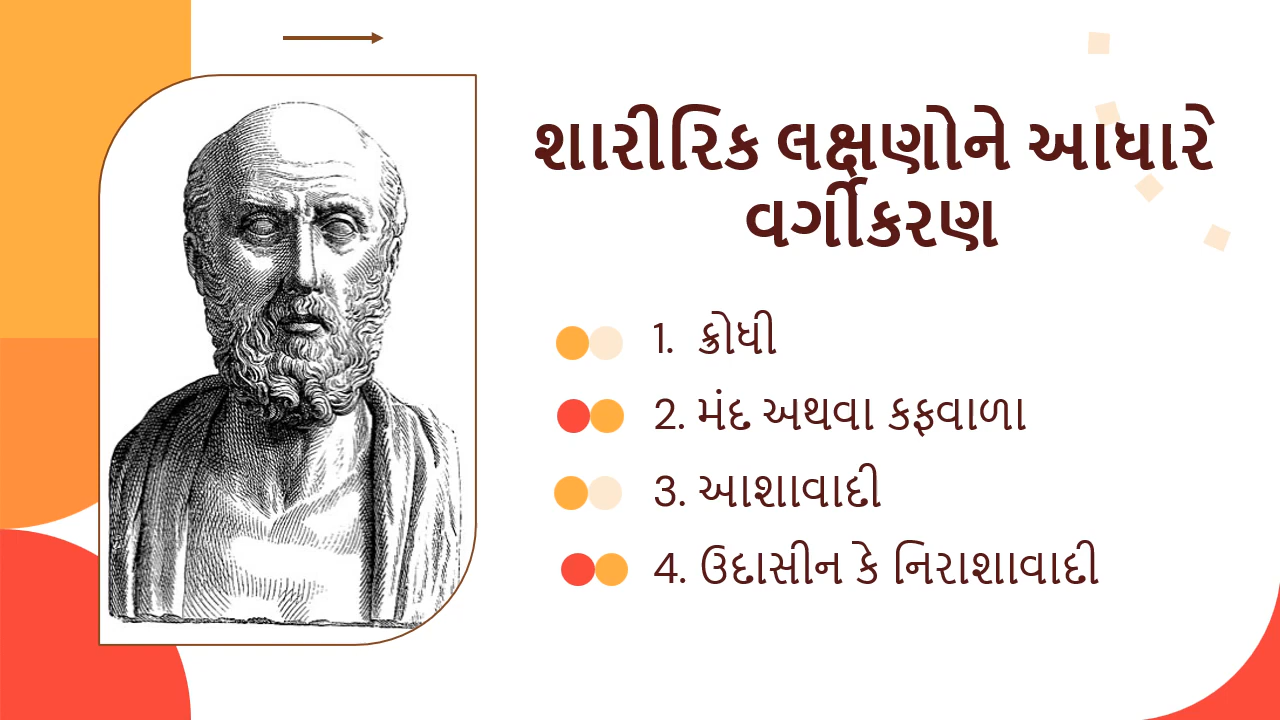 શારીરિક લક્ષણોને આધારે
વર્ગીકરણ
1. ક્રોધી
2. મંદ અથવા કફવાળા
3. આશાવાદી
4. ઉદાસીન કે નિરાશાવાદી